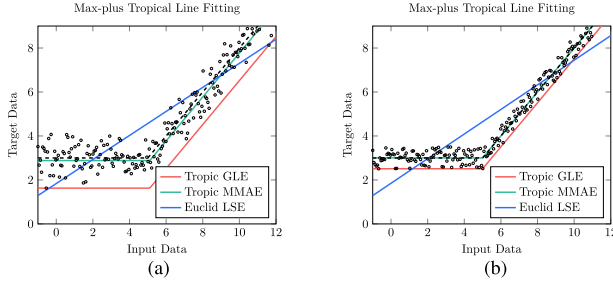 Max-plus Tropical Line Fitting
8
6
4
2
0
Target Data
0
2
4
6
8
10
12
Input Data
Tropic GLE
Tropic MMAE
Euclid LSE
(a)
Max-plus Tropical Line Fitting
8
6
4
2
0
Target Data
0
2
4
6
8
10
12
Input Data
Tropic GLE
Tropic MMAE
Euclid LSE
(b)